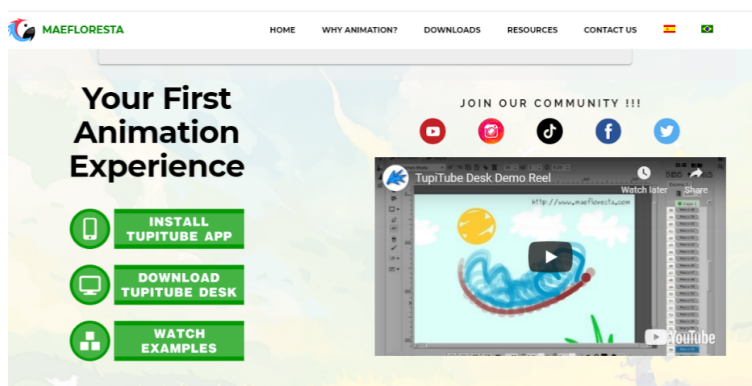 MAEFLORESTA
HOME WHY ANIMATION? DOWNLOADS RESOURCES CONTACT US
Your First
Animation
Experience
INSTALL
TUPITUBE APP
DOWNLOAD
TUPITUBE DESK
WATCH
EXAMPLES
JOIN OUR COMMUNITY !!!
TupiTube Desk Demo Reel
Watch later Share
http://www.maefloresta.com
YouTube